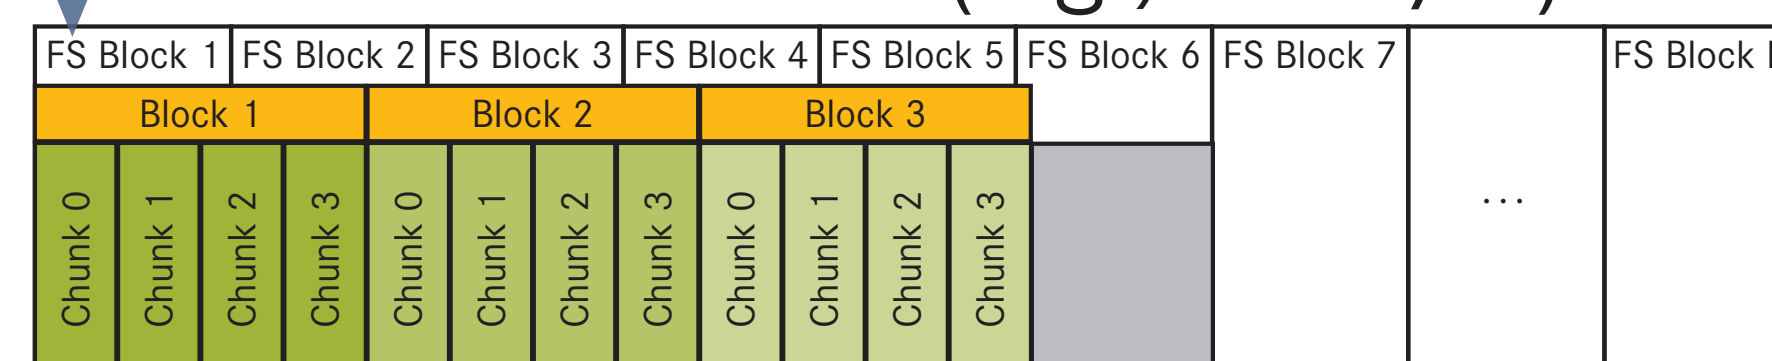 FS Block 1 FS Block 2 FS Block 3 FS Block 4 FS Block 5 FS Block 6 FS Block 7 FS Block
Block 1 Block 2 Block 3
Chunk 0 Chunk 1 Chunk 2 Chunk 3 Chunk 0 Chunk 1 Chunk 2 Chunk 3 Chunk 0 Chunk 1 Chunk 2 Chunk 3 ...